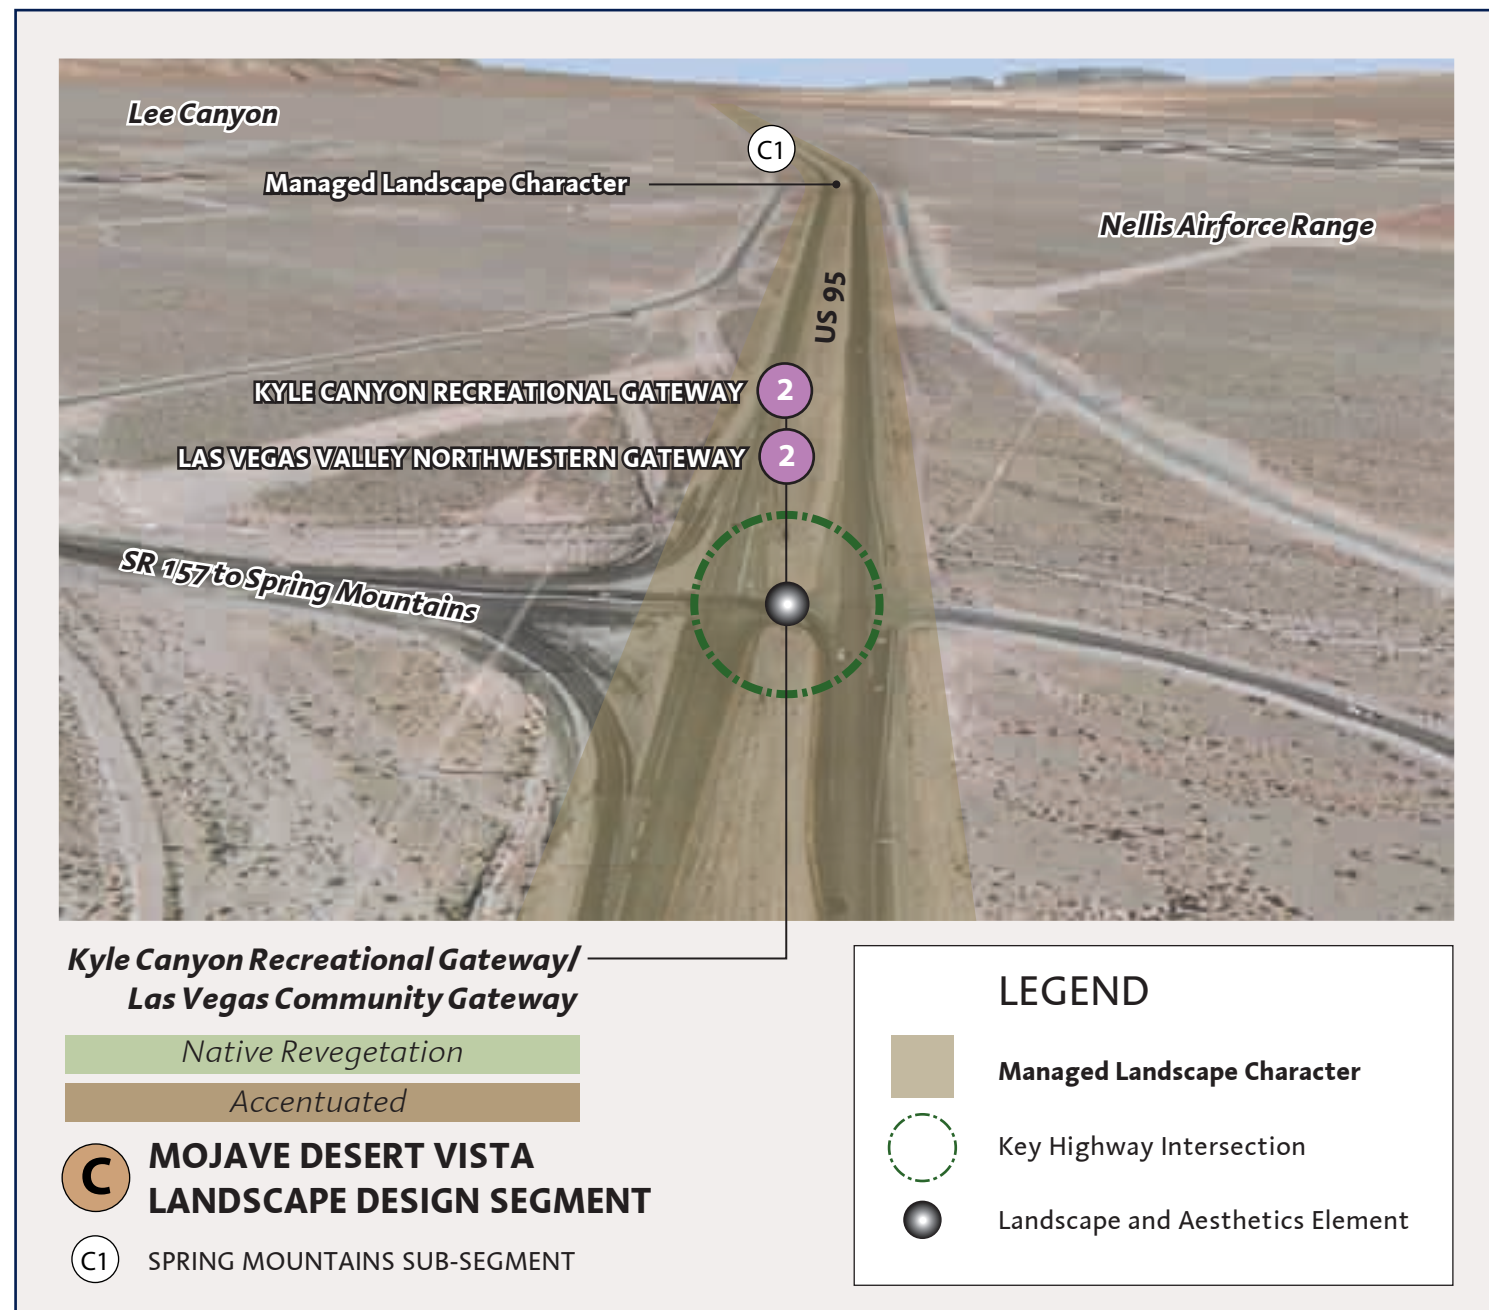 Lee Canyon
C1
Managed Landscape Character
Nellis Airforce Range
US 95
KYLE CANYON RECREATIONAL GATEWAY 2
LAS VEGAS VALLEY NORTHWESTERN GATEWAY 2
SR 157 to Spring Mountains
Kyle Canyon Recreational Gateway/
Las Vegas Community Gateway
Native Revegetation
Accentuated
C MOJAVE DESERT VISTA
LANDSCAPE DESIGN SEGMENT
C1 SPRING MOUNTAINS SUB-SEGMENT
LEGEND
Managed Landscape Character
Key Highway Intersection
Landscape and Aesthetics Element